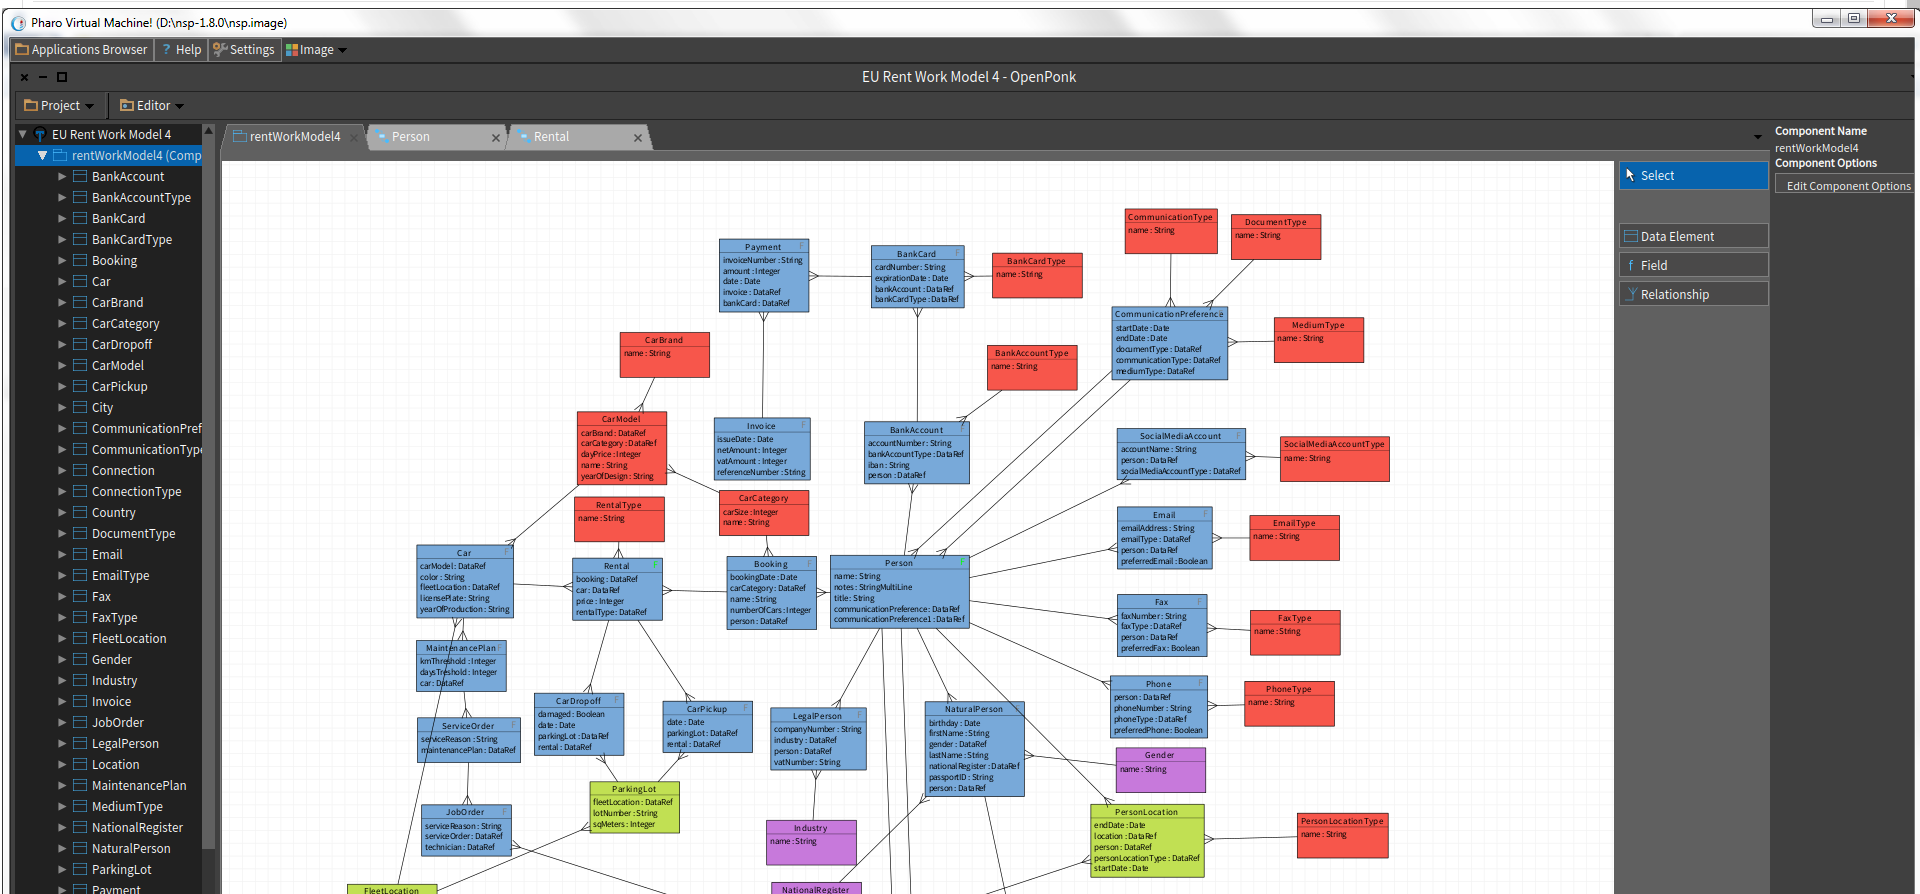 Pharo Virtual Machine! (D:\nsp-1.8.0\nsp.image)
Applications Browser ? Help Settings Image
EU Rent Work Model 4 - OpenPonk
Project Editor
EU Rent Work Model 4
rentWorkModel4 (Comp
BankAccount
BankAccountType
BankCard
BankCardType
Booking
Car
CarBrand
CarCategory
CarDropoff
CarModel
CarPickup
City
CommunicationPref
CommunicationType
Connection
ConnectionType
Country
DocumentType
Email
EmailType
Fax
FaxType
FleetLocation
Gender
Industry
Invoice
JobOrder
LegalPerson
Location
MaintenancePlan
MediumType
NationalRegister
NaturalPerson
ParkingLot
Payment
rentWorkModel4 Person Rental
CommunicationType
name : String
DocumentType
name : String
Payment
invoiceNumber : String
amount : Integer
date : Date
invoice : DataRef
bankCard : DataRef
BankCard
cardNumber : String
expirationDate : Date
bankAccount : DataRef
bankCardType : DataRef
BankCardType
name : String
CommunicationPreference
startDate : Date
endDate : Date
documentType : DataRef
communicationType : DataRef
mediumType : DataRef
MediumType
name : String
CarBrand
name : String
BankAccountType
name : String
CarModel
carBrand : DataRef
carCategory : DataRef
dayPrice : Integer
name : String
yearOfDesign : String
Invoice
issueDate : Date
netAmount : Integer
vatAmount : Integer
referenceNumber : String
BankAccount
accountNumber : String
bankAccountType : DataRef
iban : String
person : DataRef
SocialMediaAccount
accountName : String
person : DataRef
socialMediaAccountType : DataRef
SocialMediaAccountType
name : String
RentalType
name : String
CarCategory
carSize : Integer
name : String
Email
emailAddress : String
emailType : DataRef
person : DataRef
preferredEmail : Boolean
EmailType
name : String
Car
carModel : DataRef
color : String
fleetLocation : DataRef
licensePlate : String
yearOfProduction : String
Rental
booking : DataRef
car : DataRef
price : Integer
rentalType : DataRef
Booking
bookingDate : Date
carCategory : DataRef
name : String
numberOfCars : Integer
person : DataRef
Person
name : String
notes : StringMultiLine
title : String
communicationPreference : DataRef
communicationPreference1 : DataRef
Fax
faxNumber : String
faxType : DataRef
person : DataRef
preferredFax : Boolean
FaxType
name : String
MaintenancePlan
kmThreshold : Integer
daysTreshold : Integer
car : DataRef
Phone
person : DataRef
phoneNumber : String
phoneType : DataRef
preferredPhone : Boolean
PhoneType
name : String
CarDropoff
damaged : Boolean
date : Date
parkingLot : DataRef
rental : DataRef
CarPickup
date : Date
parkingLot : DataRef
rental : DataRef
LegalPerson
companyNumber : String
industry : DataRef
person : DataRef
vatNumber : String
NaturalPerson
birthday : Date
firstName : String
gender : DataRef
lastName : String
nationalRegister : DataRef
passportID : String
person : DataRef
ServiceOrder
serviceReason : String
maintenancePlan : DataRef
Gender
name : String
ParkingLot
fleetLocation : DataRef
lotNumber : String
sqMeters : Integer
JobOrder
serviceReason : String
serviceOrder : DataRef
technician : DataRef
Industry
name : String
PersonLocation
endDate : Date
location : DataRef
person : DataRef
personLocationType : DataRef
startDate : Date
PersonLocationType
name : String
FleetLocation
NationalRegister
Select
Data Element
f Field
Relationship
Component Name
rentWorkModel4
Component Options
Edit Component Options